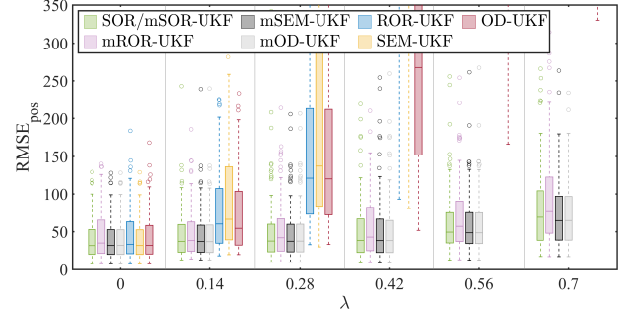 350
300
250
200
150
100
50
0
RMSE_pos
SOR/mSOR-UKF mSEM-UKF ROR-UKF OD-UKF
mROR-UKF mOD-UKF SEM-UKF
0 0.14 0.28 0.42 0.56 0.7
λ